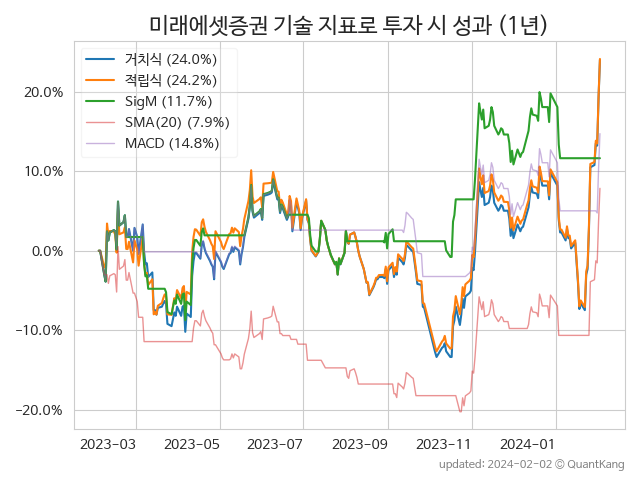 미래에셋증권 기술 지표로 투자 시 성과 (1년)
거치식 (24.0%)
적립식 (24.2%)
SigM (11.7%)
SMA(20) (7.9%)
MACD (14.8%)
20.0%
10.0%
0.0%
−10.0%
−20.0%
2023-03 2023-05 2023-07 2023-09 2023-11 2024-01
updated: 2024-02-02 © QuantKang